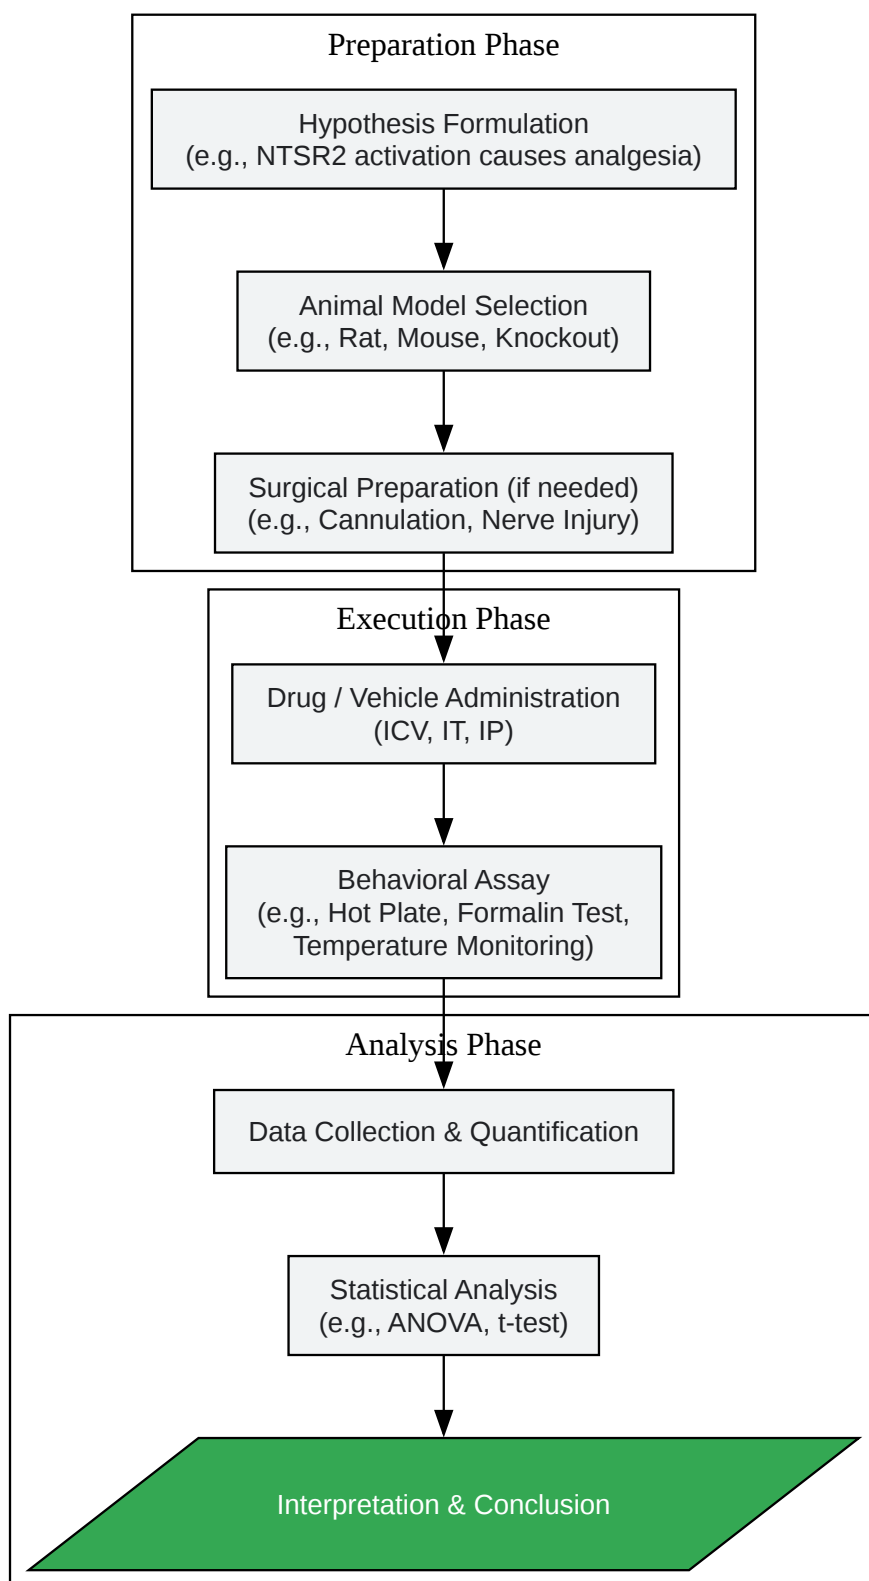 Preparation Phase
Hypothesis Formulation
(e.g., NTSR2 activation causes analgesia)
Animal Model Selection
(e.g., Rat, Mouse, Knockout)
Surgical Preparation (if needed)
(e.g., Cannulation, Nerve Injury)
Execution Phase
Drug / Vehicle Administration
(ICV, IT, IP)
Behavioral Assay
(e.g., Hot Plate, Formalin Test,
Temperature Monitoring)
Analysis Phase
Data Collection & Quantification
Statistical Analysis
(e.g., ANOVA, t-test)
Interpretation & Conclusion